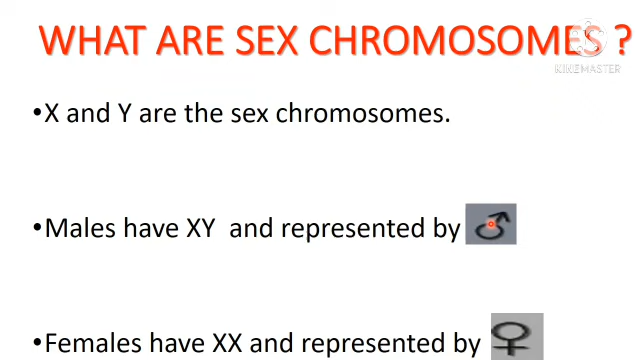 WHAT ARE SEX CHROMOSOMES ?
KINEMASTER
•X and Y are the sex chromosomes.
•Males have XY and represented by ♂
•Females have XX and represented by ♀